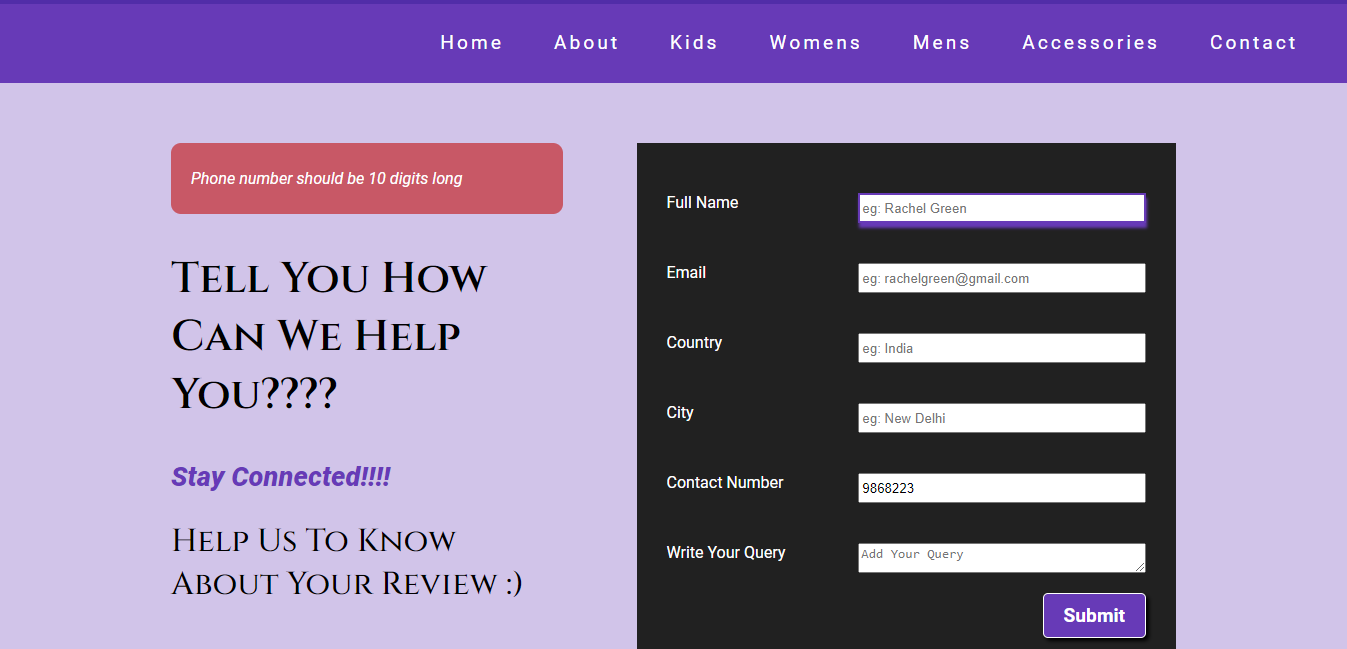 Home About Kids Womens Mens Accessories Contact
Phone number should be 10 digits long
Tell You How
Can We Help
You????
Stay Connected!!!!
Help Us To Know
About Your Review :)
Full Name
eg: Rachel Green
Email
eg: rachelgreen@gmail.com
Country
eg: India
City
eg: New Delhi
Contact Number
9868223
Write Your Query
Add Your Query
Submit